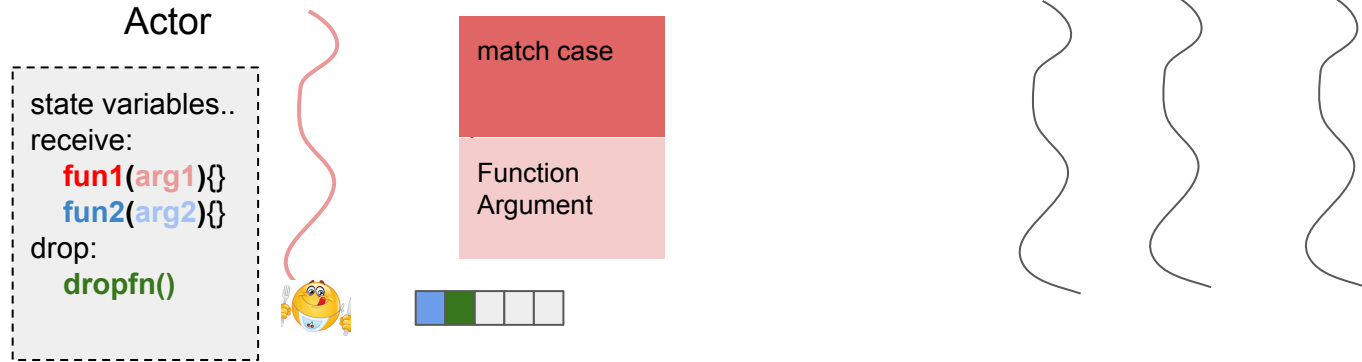 Actor
state variables..
receive:
fun1(arg1){}
fun2(arg2){}
drop:
dropfn()
match case
Function
Argument